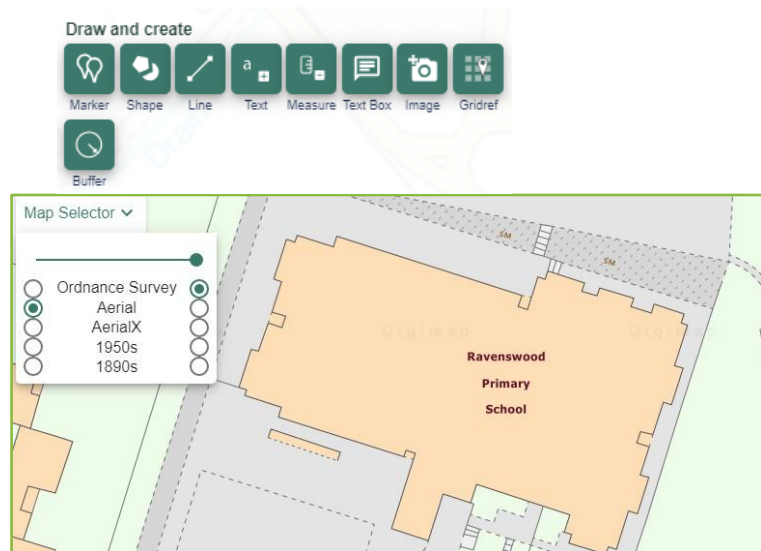 Draw and create
Marker Shape Line Text Measure Text Box Image Gridref
Buffer
Map Selector
Ordnance Survey
Aerial
AerialX
1950s
1890s
SM
SM
Digimap
Digimap
Ravenswood
Primary
School